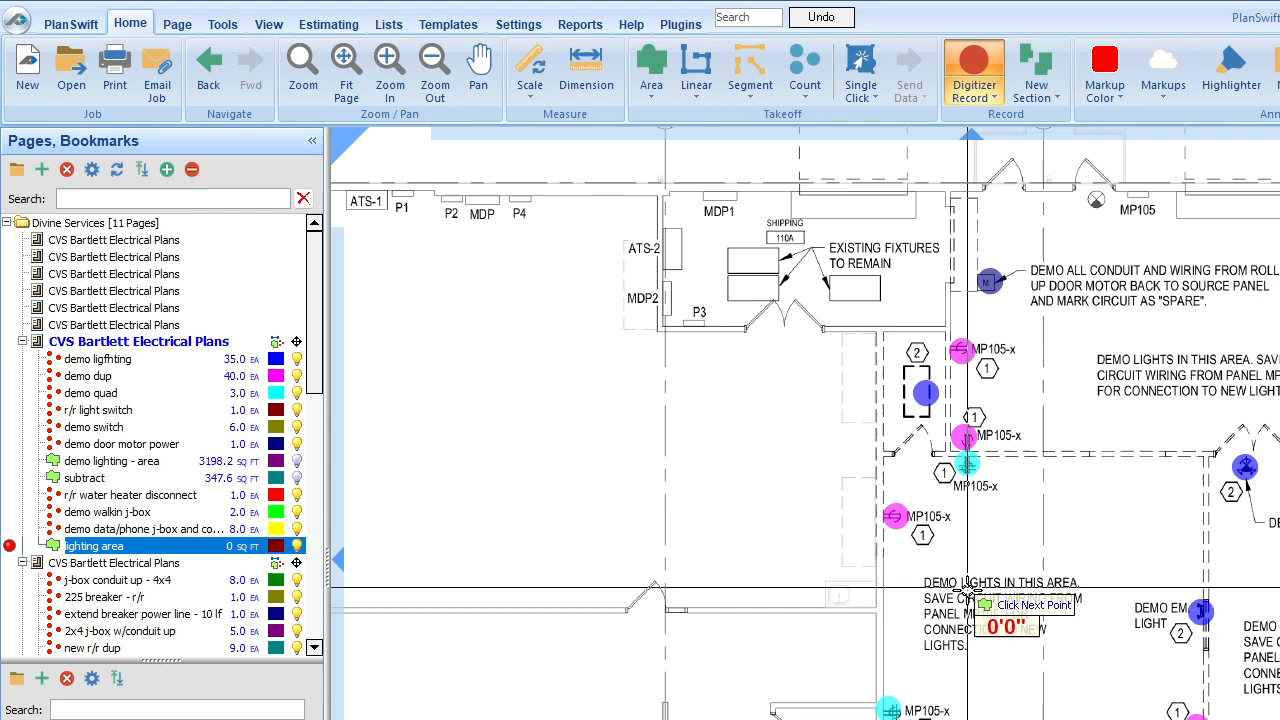 PlanSwift Home Page Tools View Estimating Lists Templates Settings Reports Help Plugins Search Undo PlanSwift
New Open Print Email Job Back Fwd Zoom Fit Page Zoom In Zoom Out Pan Scale Dimension Area Linear Segment Count Single Click Send Data Digitizer Record New Section Markup Color Markups Highlighter
Job Navigate Zoom / Pan Measure Takeoff Record
Pages, Bookmarks
Search:
Divine Services [11 Pages]
CVS Bartlett Electrical Plans
CVS Bartlett Electrical Plans
CVS Bartlett Electrical Plans
CVS Bartlett Electrical Plans
CVS Bartlett Electrical Plans
CVS Bartlett Electrical Plans
CVS Bartlett Electrical Plans
demo ligfhting 35.0 EA
demo dup 40.0 EA
demo quad 3.0 EA
r/r light switch 1.0 EA
demo switch 6.0 EA
demo door motor power 1.0 EA
demo lighting - area 3198.2 SQ FT
subtract 347.6 SQ FT
r/r water heater disconnect 1.0 EA
demo walkin j-box 2.0 EA
demo data/phone j-box and co... 8.0 EA
lighting area 0 SQ FT
CVS Bartlett Electrical Plans
j-box conduit up - 4x4 8.0 EA
225 breaker - r/r 1.0 EA
extend breaker power line - 10 lf 1.0 EA
2x4 j-box w/conduit up 5.0 EA
new r/r dup 9.0 EA
Search:
ATS-1 P1 P2 MDP P4
MDP1
SHIPPING
110A
MP105
ATS-2
EXISTING FIXTURES
TO REMAIN
MDP2
P3
M
DEMO ALL CONDUIT AND WIRING FROM ROLL
UP DOOR MOTOR BACK TO SOURCE PANEL
AND MARK CIRCUIT AS "SPARE".
2
MP105-x
1
DEMO LIGHTS IN THIS AREA. SAV
CIRCUIT WIRING FROM PANEL MP
FOR CONNECTION TO NEW LIGHT
1
MP105-x
1
MP105-x
2
MP105-x
1
DEMO LIGHTS IN THIS AREA.
SAVE
PANEL
CONNEC
LIGHTS.
Click Next Point
0'0"
DEMO EM
LIGHT
2
DEMO
SAVE C
PANEL
CONNE
LIGHTS
MP105-x
1